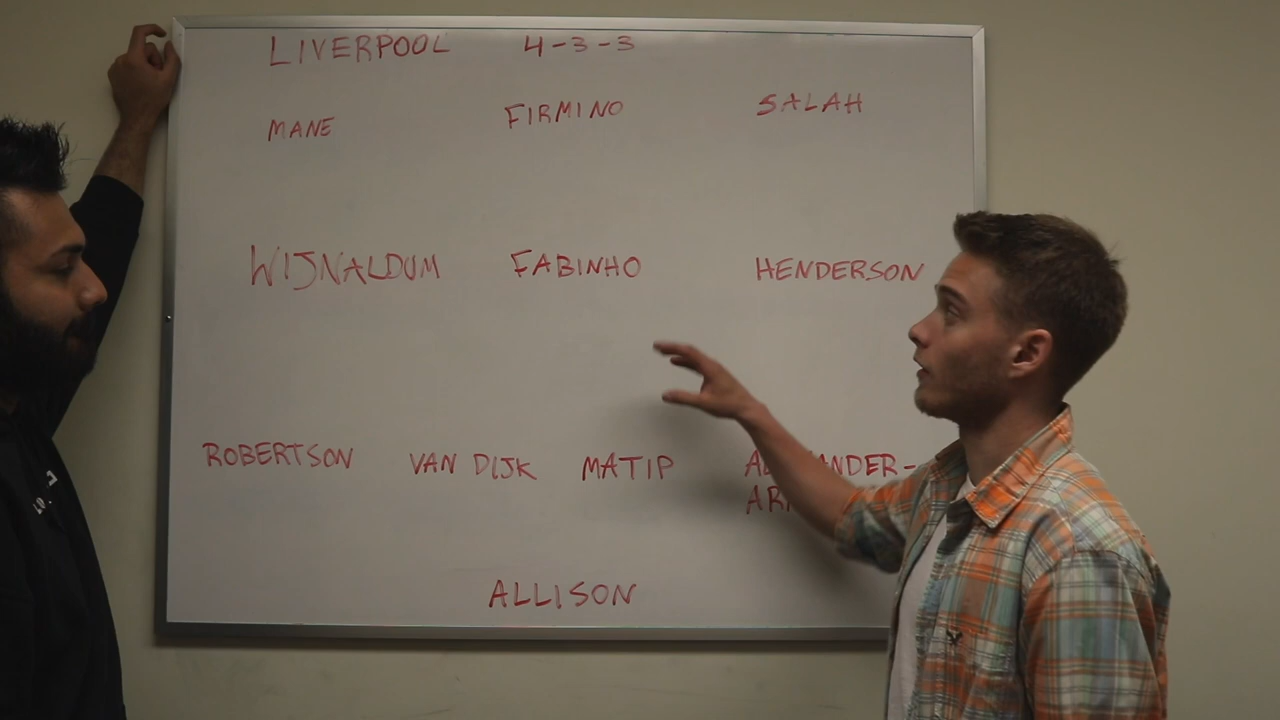 LIVERPOOL 4-3-3
MANE FIRMINO SALAH
WIJNALDUM FABINHO HENDERSON
ROBERTSON VAN DIJK MATIP
ALLISON